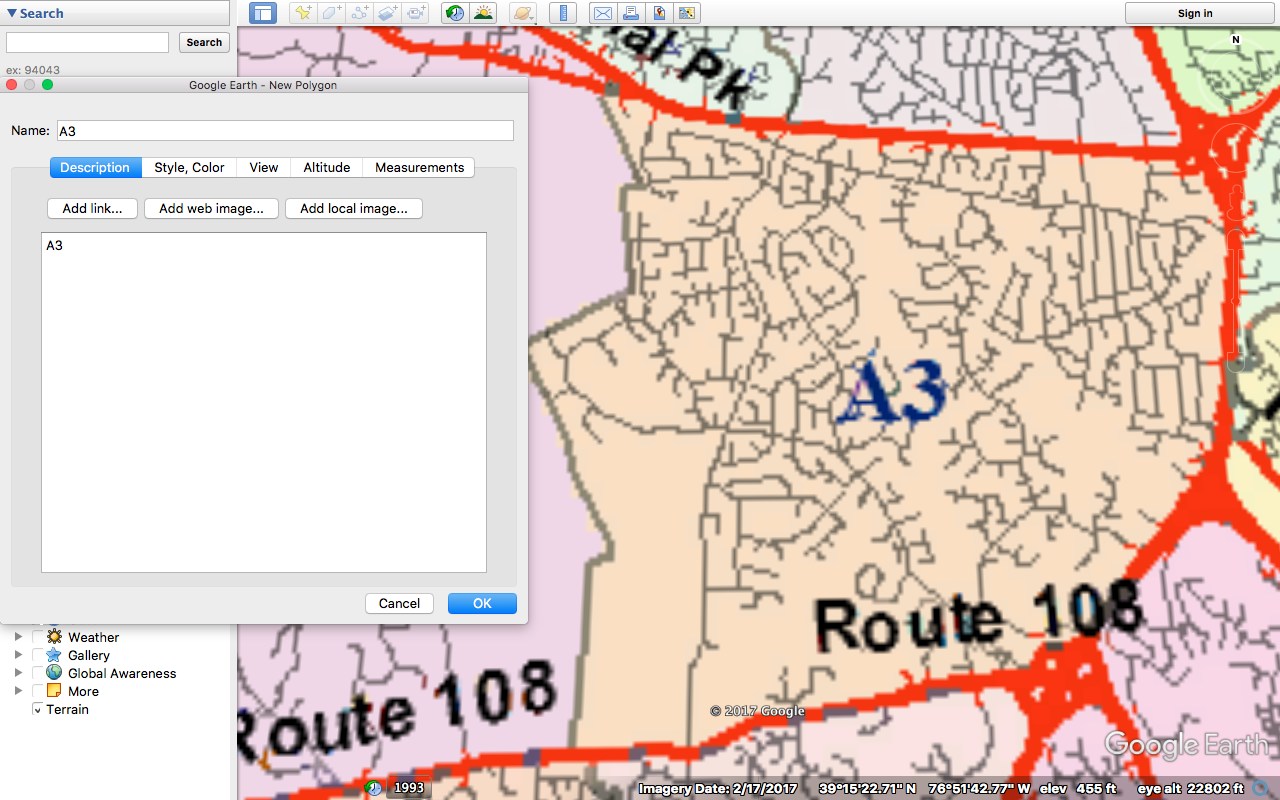 Search
Sign in
Search
ex: 94043
N
Google Earth - New Polygon
Name: A3
Description Style, Color View Altitude Measurements
Add link... Add web image... Add local image...
A3
Cancel OK
Pk
A3
Route 108
Route 108
Weather
Gallery
Global Awareness
More
Terrain
© 2017 Google
Google Earth
1993
Imagery Date: 2/17/2017 39°15'22.71" N 76°51'42.77" W elev 455 ft eye alt 22802 ft